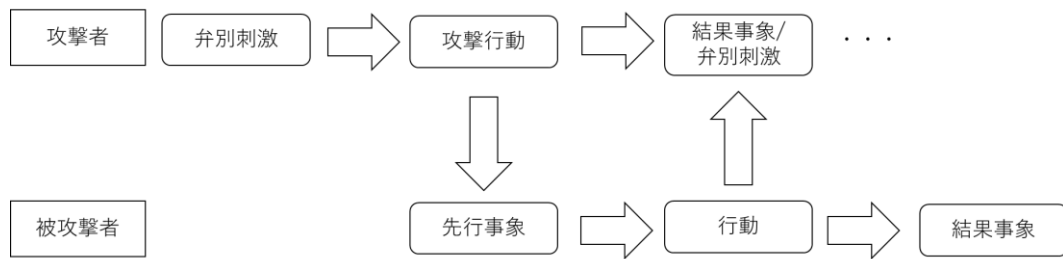 攻撃者
弁別刺激
攻撃行動
結果事象/
弁別刺激
・・・
被攻撃者
先行事象
行動
結果事象